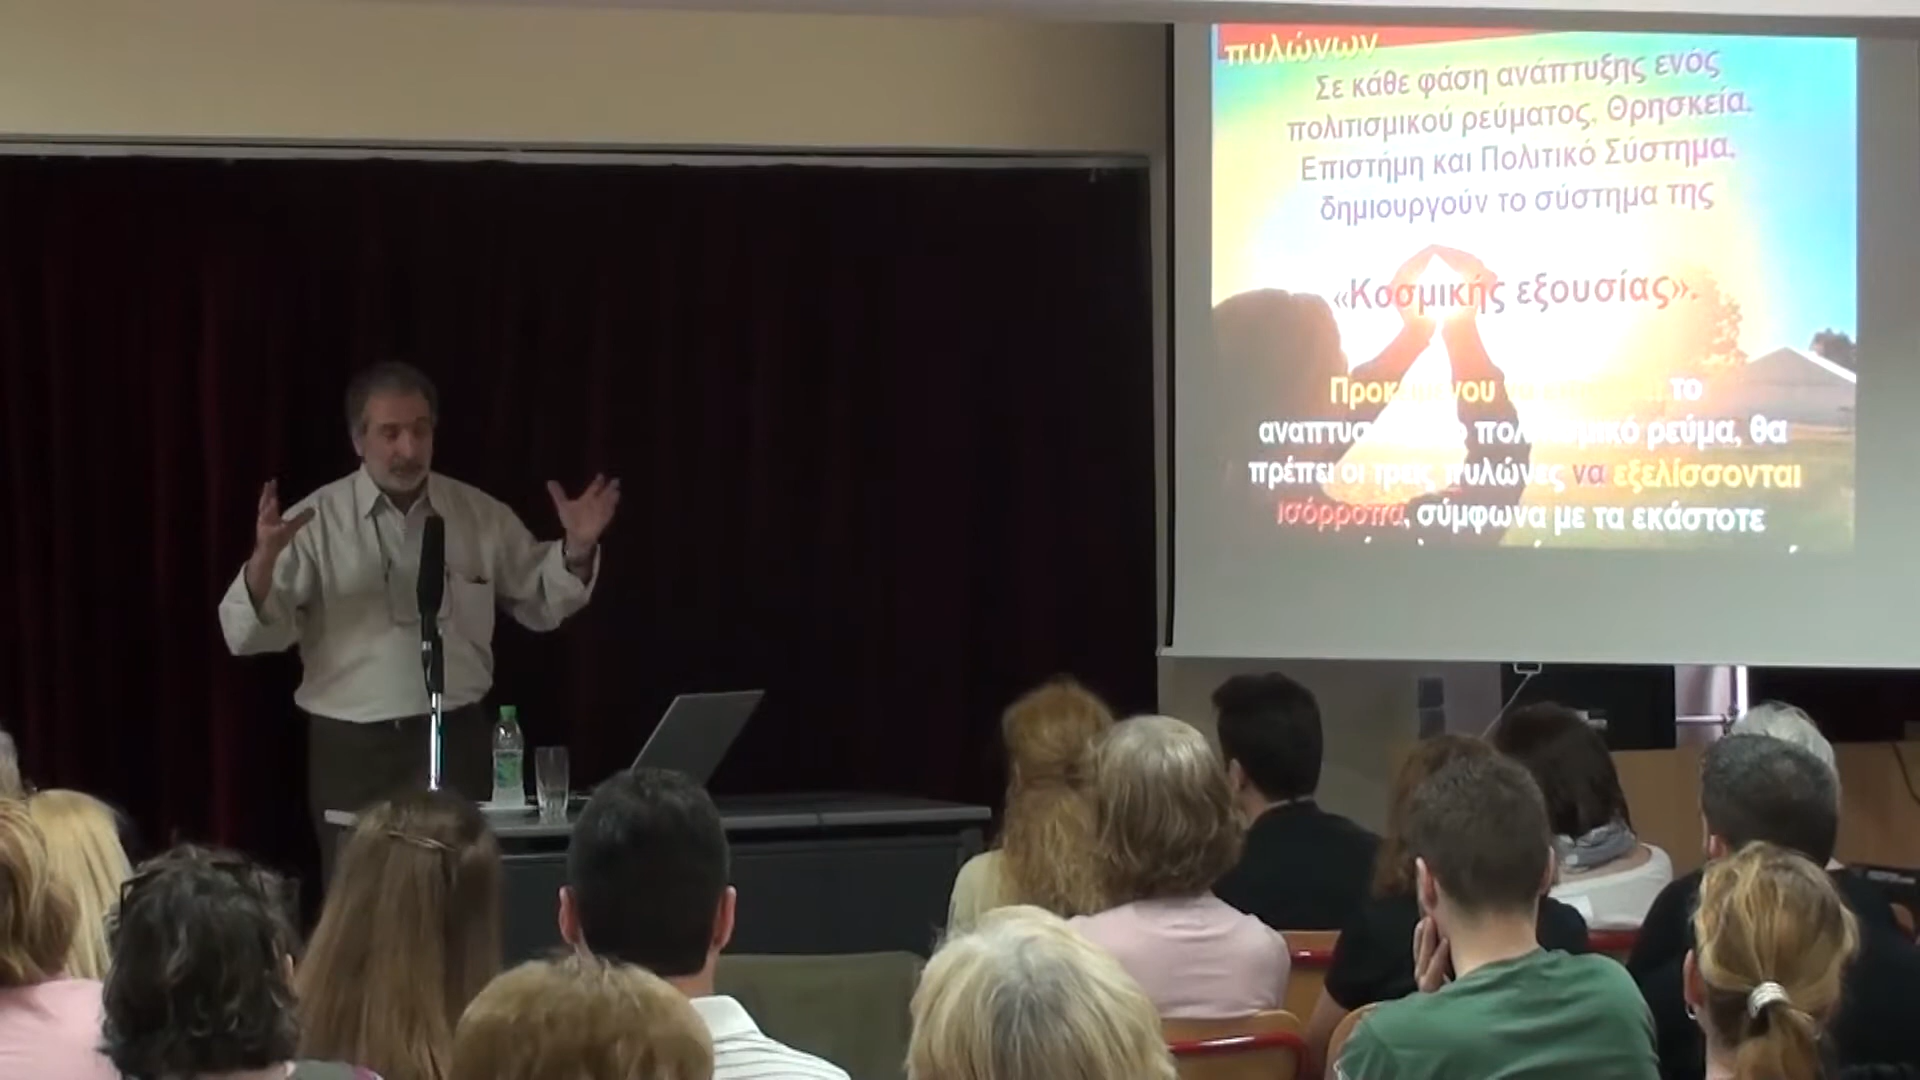 πυλώνων
Σε κάθε φάση ανάπτυξης ενός
πολιτισμικού ρεύματος, Θρησκεία,
Επιστήμη και Πολιτικό Σύστημα,
δημιουργούν το σύστημα της
«Κοσμικής εξουσίας».
το
πολιτισμικό ρεύμα, θα
πρέπει οι τρεις πυλώνες να εξελίσσονται
ισόρροπα, σύμφωνα με τα εκάστοτε